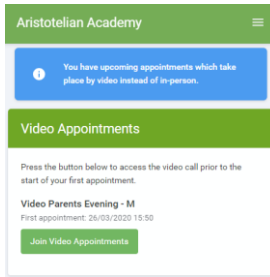 Aristotelian Academy
You have upcoming appointments which take
place by video instead of in-person.
Video Appointments
Press the button below to access the video call prior to the
start of your first appointment.
Video Parents Evening - M
First appointment: 26/03/2020 15:50
Join Video Appointments